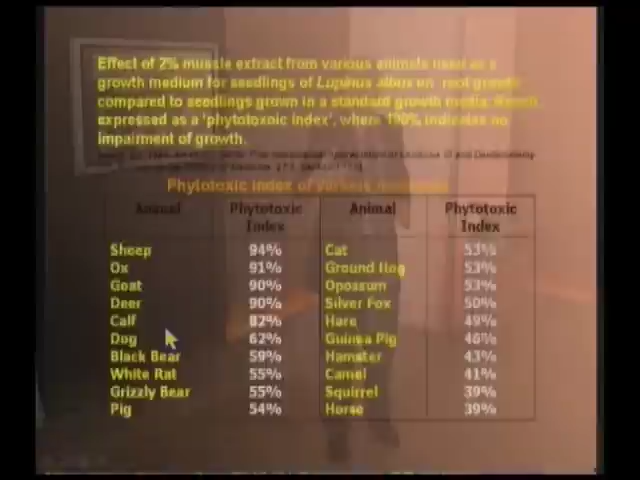 Effect of 2% muscle extract from various animals used as a
growth medium for seedlings of Lupinus albus on root growth
compared to seedlings grown in a standard growth media. Result
expressed as a 'phytotoxic index', where 100% indicates no
impairment of growth.
Phytotoxic index of various
Animal Phytotoxic Index Animal Phytotoxic Index
Sheep 94% Cat 53%
Ox 91% Ground Hog 53%
Goat 90% Opossum 53%
Deer 90% Silver Fox 50%
Calf 82% Hare 49%
Dog 62% Guinea Pig 46%
Black Bear 59% Hamster 43%
White Rat 55% Camel 41%
Grizzly Bear 55% Squirrel 39%
Pig 54% Horse 39%